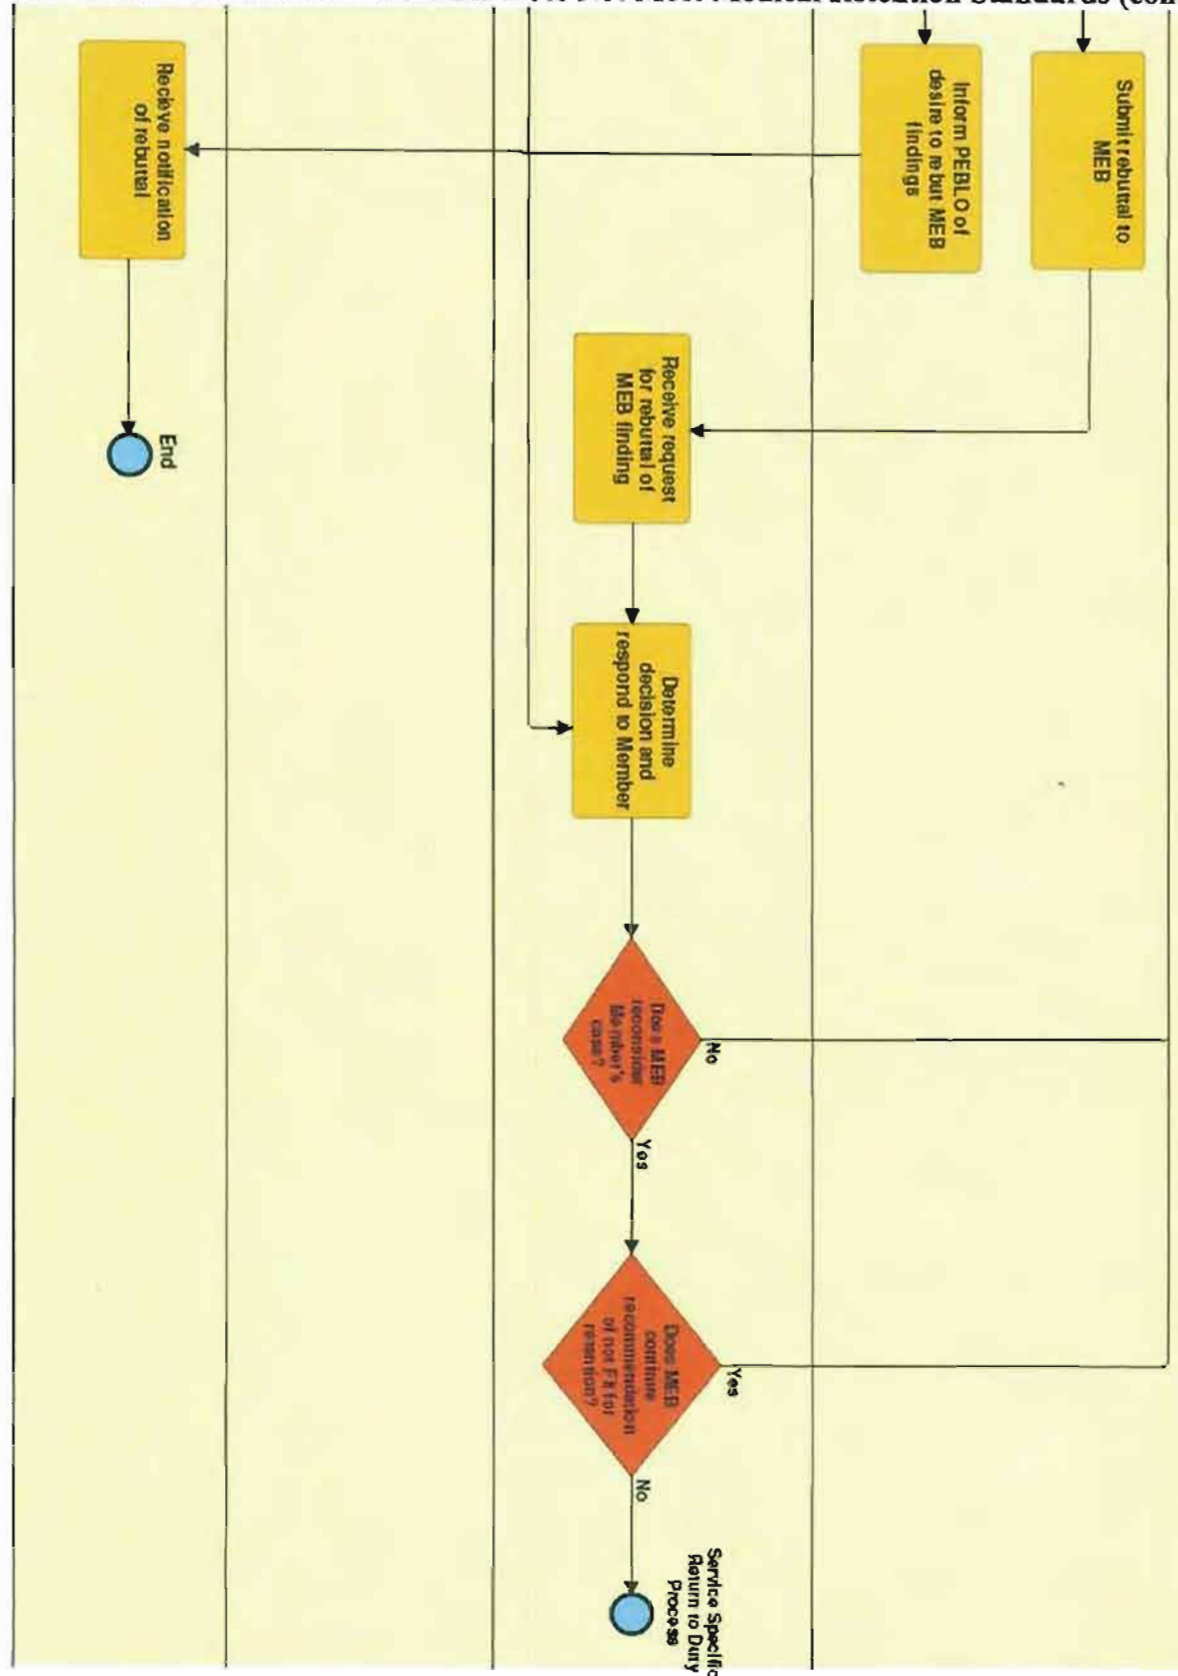 Medical Retention Standards (con
Submit rebuttal to
MEB
Inform PEBLO of
desire to rebut MEB
findings
Receive request
for rebuttal of
MEB finding
Determine
decision and
respond to Member
Does MEB
reconsider
Member's
case?
No
Yes
Does MEB
continue
recommendation
of not Fit for
retention?
Yes
No
Service Specific
Return to Duty
Process
Recieve notification
of rebuttal
End